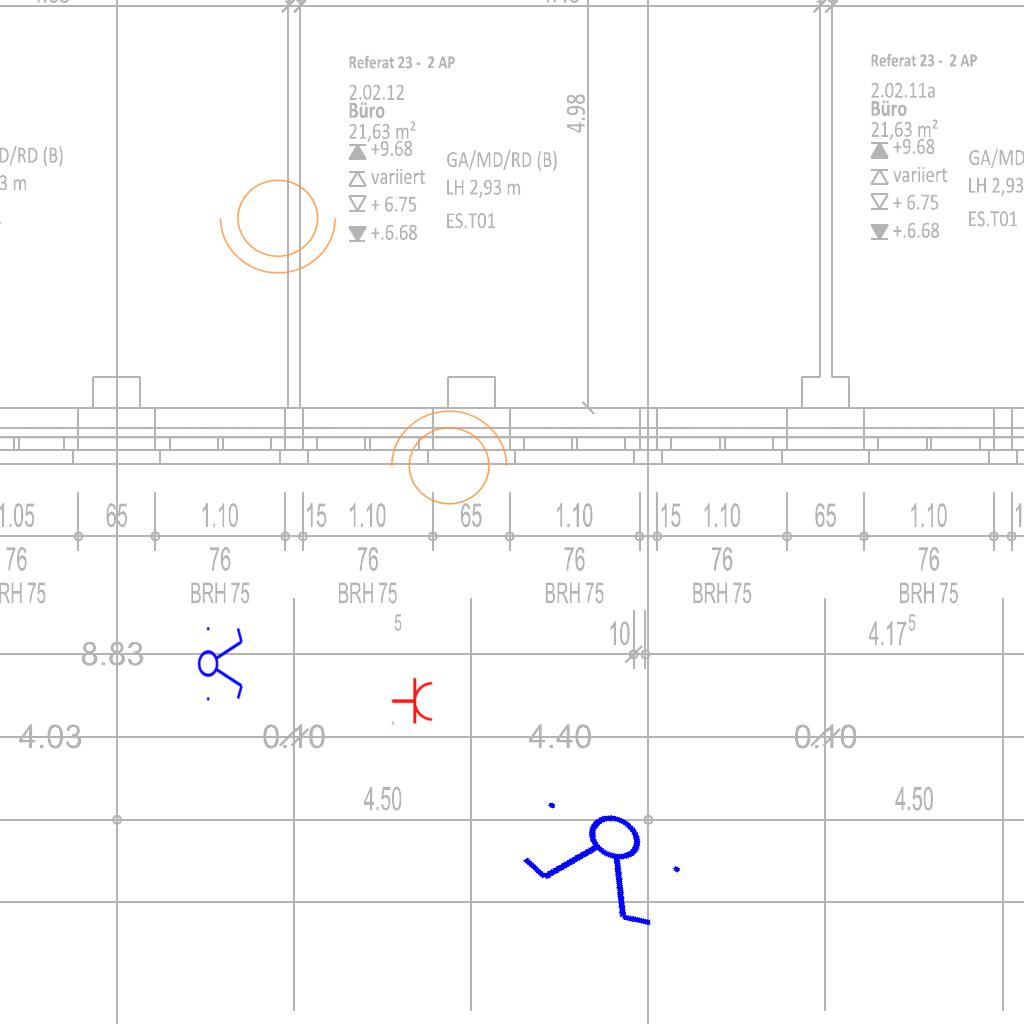 Referat 23 - 2 AP
2.02.12
Büro
21,63 m²
+9.68
variiert
+ 6.75
+.6.68
GA/MD/RD (B)
LH 2,93 m
ES.T01
4.98
Referat 23 - 2 AP
2.02.11a
Büro
21,63 m²
+9.68
variiert
+ 6.75
+.6.68
GA/M
LH 2,93
ES.T01
D/RD (B)
3 m
1.05 65 1.10 15 1.10 65 1.10 15 1.10 65 1.10 1
76 76 76 76 76 76
RH 75 BRH 75 BRH 75 BRH 75 BRH 75 BRH 75
5 10 4.17⁵
8.83
4.03 0.10 4.40 0.10
4.50 4.50